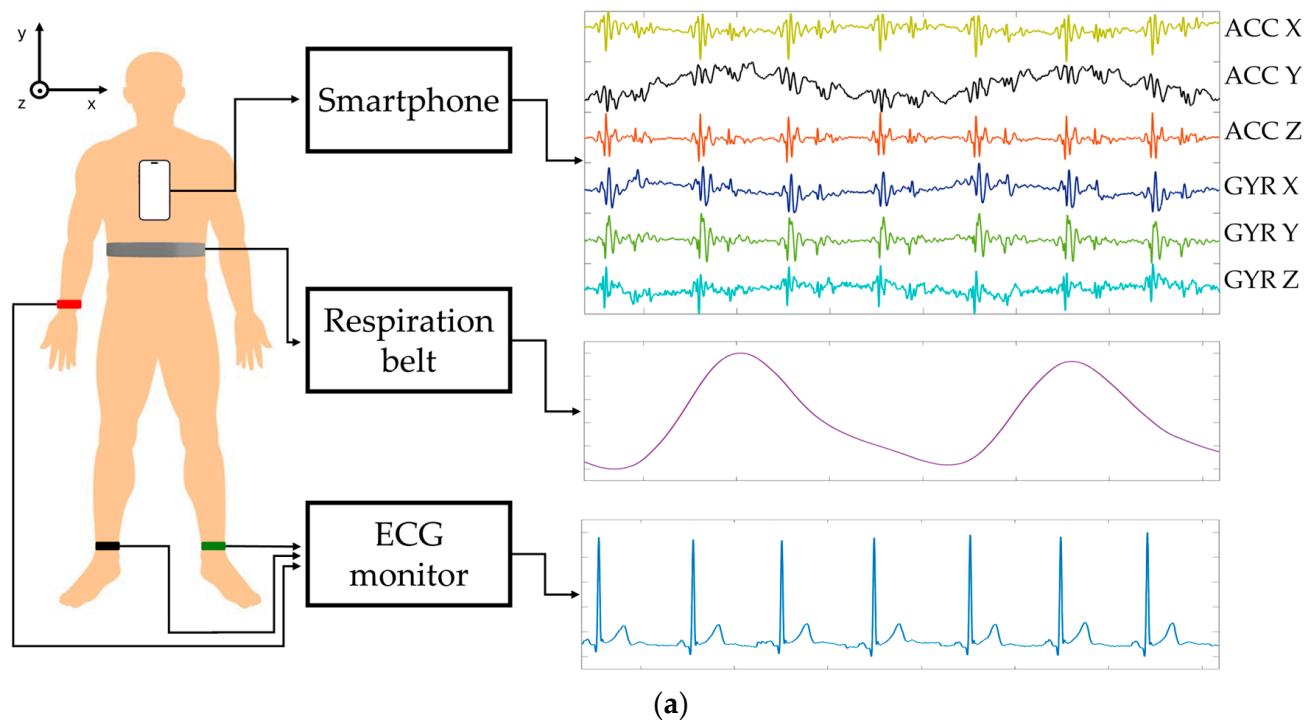 y
z
x
Smartphone
ACC X
ACC Y
ACC Z
GYR X
GYR Y
GYR Z
Respiration
belt
ECG
monitor
(a)